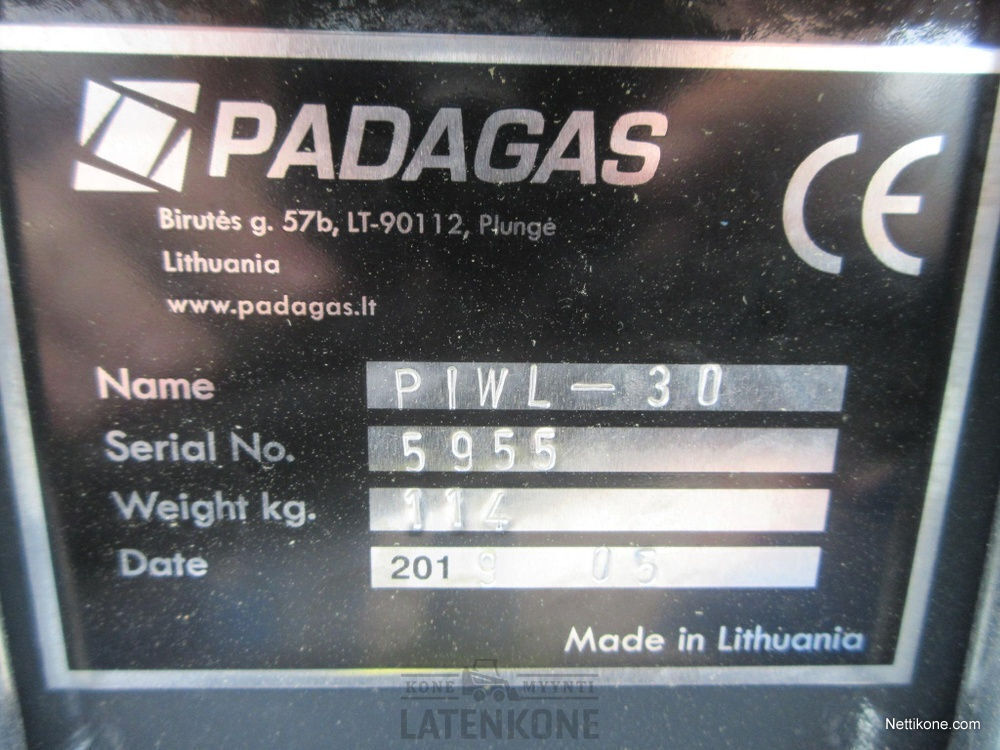 PADAGAS
CE
Birutės g. 57b, LT-90112, Plungė
Lithuania
www.padagas.lt
Name PIWL-30
Serial No. 5955
Weight kg. 114
Date 2019 05
Made in Lithuania
KONE MYYNTI
LATENKONE
Nettikone.com